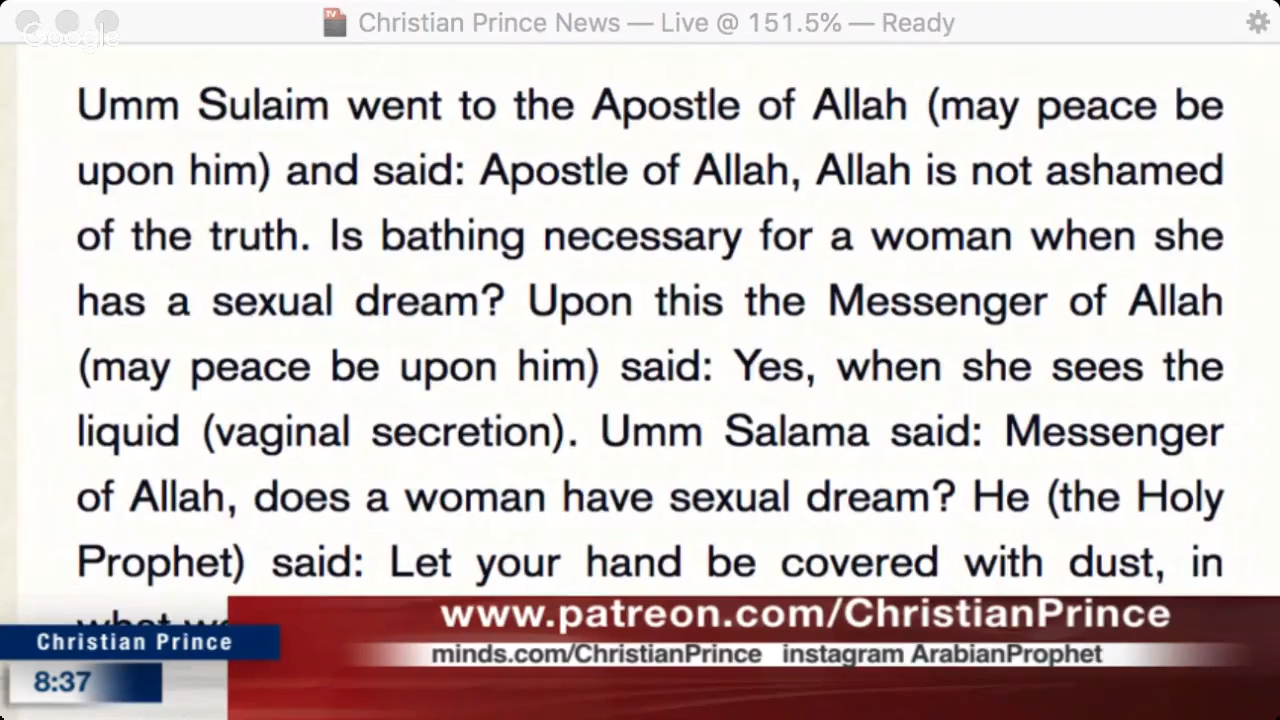 Christian Prince News — Live @ 151.5% — Ready
Google
Umm Sulaim went to the Apostle of Allah (may peace be
upon him) and said: Apostle of Allah, Allah is not ashamed
of the truth. Is bathing necessary for a woman when she
has a sexual dream? Upon this the Messenger of Allah
(may peace be upon him) said: Yes, when she sees the
liquid (vaginal secretion). Umm Salama said: Messenger
of Allah, does a woman have sexual dream? He (the Holy
Prophet) said: Let your hand be covered with dust, in
what
www.patreon.com/ChristianPrince
Christian Prince
minds.com/ChristianPrince instagram ArabianProphet
8:37